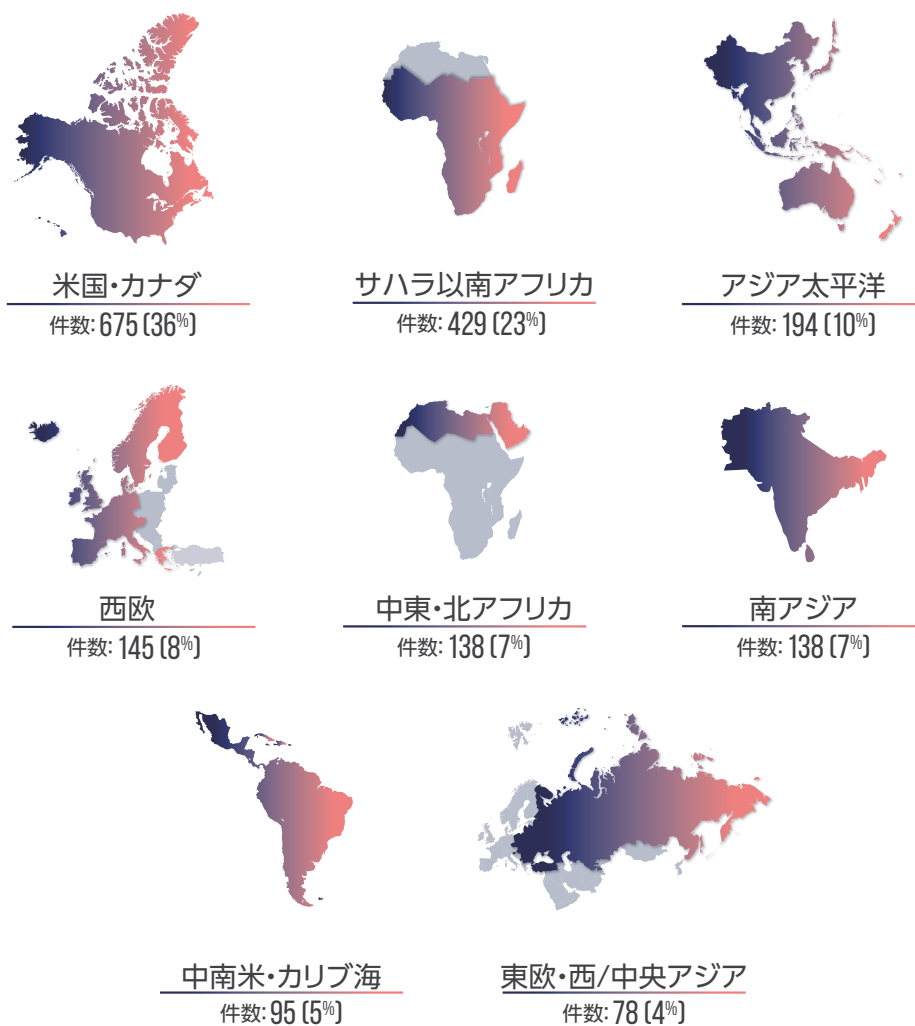 米国・カナダ
件数: 675 (36%)
サハラ以南アフリカ
件数: 429 (23%)
アジア太平洋
件数: 194 (10%)
西欧
件数: 145 (8%)
中東・北アフリカ
件数: 138 (7%)
南アジア
件数: 138 (7%)
中南米・カリブ海
件数: 95 (5%)
東欧・西/中央アジア
件数: 78 (4%)